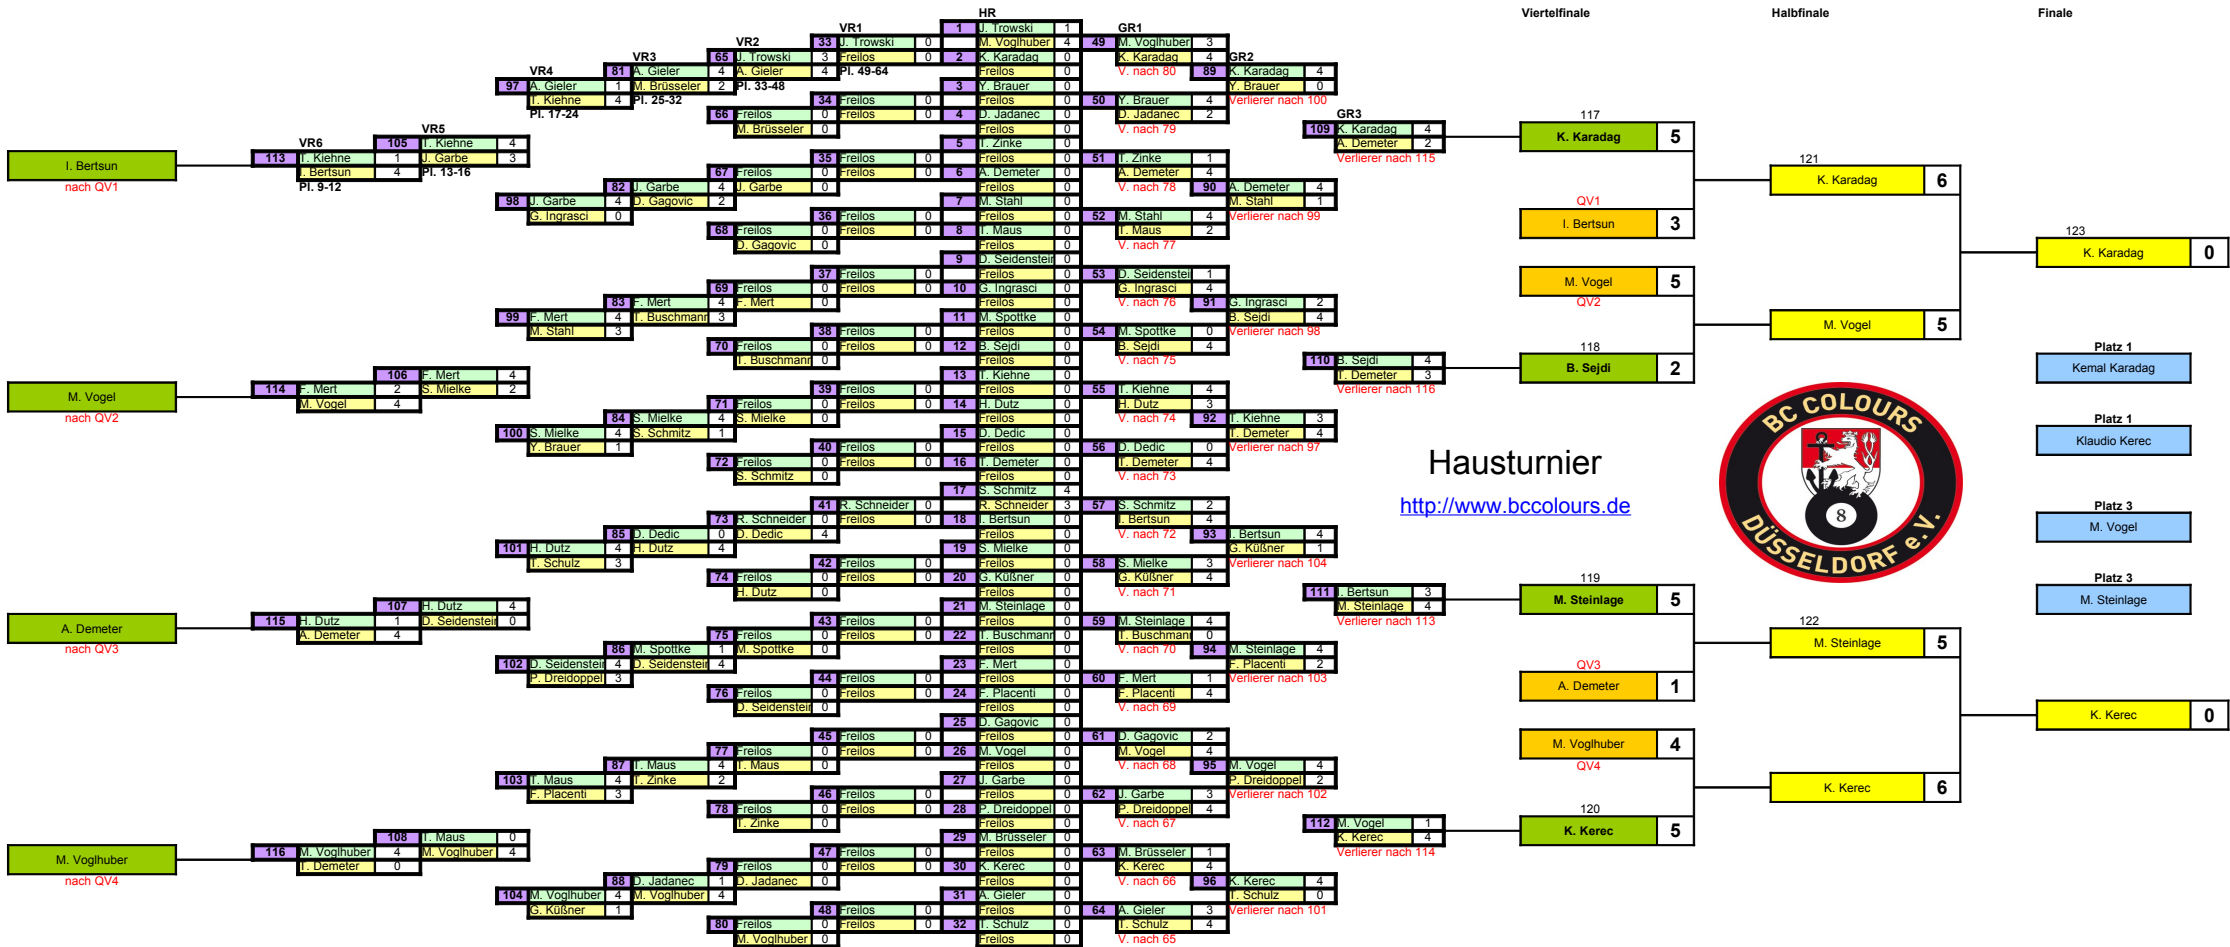 HR
Viertelfinale Halbfinale Finale
VR1 1 J. Trowski 1 GR1
VR2 33 J. Trowski 0 M. Voglhuber 4 49 M. Voglhuber 3
VR3 65 J. Trowski 3 Freilos 0 2 K. Karadag 0 K. Karadag 4 GR2
VR4 81 A. Gieler 4 A. Gieler 4 Pl. 49-64 Freilos 0 V. nach 80 89 K. Karadag 4
97 A. Gieler 1 M. Brüsseler 2 Pl. 33-48 3 Y. Brauer 0 Y. Brauer 0
T. Kiehne 4 Pl. 25-32 34 Freilos 0 Freilos 0 50 Y. Brauer 4 Verlierer nach 100
Pl. 17-24 66 Freilos 0 Freilos 0 4 D. Jadanec 0 D. Jadanec 2 GR3 117
M. Brüsseler 0 Freilos 0 V. nach 79 109 K. Karadag 4 K. Karadag 5
VR5
VR6 105 T. Kiehne 4 5 T. Zinke 0 A. Demeter 2
I. Bertsun 113 T. Kiehne 1 J. Garbe 3 35 Freilos 0 Freilos 0 51 T. Zinke 1 Verlierer nach 115 121
nach QV1 I. Bertsun 4 Pl. 13-16 67 Freilos 0 Freilos 0 6 A. Demeter 0 A. Demeter 4 K. Karadag 6
Pl. 9-12 82 J. Garbe 4 J. Garbe 0 Freilos 0 V. nach 78 90 A. Demeter 4
98 J. Garbe 4 D. Gagovic 2 7 M. Stahl 0 M. Stahl 1 QV1
G. Ingrasci 0 36 Freilos 0 Freilos 0 52 M. Stahl 4 Verlierer nach 99 I. Bertsun 3
68 Freilos 0 Freilos 0 8 T. Maus 0 T. Maus 2 123
D. Gagovic 0 Freilos 0 V. nach 77 K. Karadag 0
9 D. Seidenstein 0
37 Freilos 0 Freilos 0 53 D. Seidenstein 1 M. Vogel 5
69 Freilos 0 Freilos 0 10 G. Ingrasci 0 G. Ingrasci 4 QV2
83 F. Mert 4 F. Mert 0 Freilos 0 V. nach 76 91 G. Ingrasci 2
99 F. Mert 4 T. Buschmann 3 11 M. Spottke 0 B. Sejdi 4 M. Vogel 5
M. Stahl 3 38 Freilos 0 Freilos 0 54 M. Spottke 0 Verlierer nach 98
70 Freilos 0 Freilos 0 12 B. Sejdi 0 B. Sejdi 4 118 Platz 1
T. Buschmann 0 Freilos 0 V. nach 75 110 B. Sejdi 4 B. Sejdi 2 Kemal Karadag
106 F. Mert 4 13 T. Kiehne 0 T. Demeter 3
M. Vogel 114 F. Mert 2 S. Mielke 2 39 Freilos 0 Freilos 0 55 T. Kiehne 4 Verlierer nach 116
nach QV2 M. Vogel 4 71 Freilos 0 Freilos 0 14 H. Dutz 0 H. Dutz 3
84 S. Mielke 4 S. Mielke 0 Freilos 0 V. nach 74 92 T. Kiehne 3 Platz 1
100 S. Mielke 4 S. Schmitz 1 15 D. Dedic 0 T. Demeter 4 Klaudio Kerec
Y. Brauer 1 40 Freilos 0 Freilos 0 56 D. Dedic 0 Verlierer nach 97
72 Freilos 0 Freilos 0 16 T. Demeter 0 T. Demeter 4 Hausturnier
S. Schmitz 0 Freilos 0 V. nach 73
17 S. Schmitz 4
41 R. Schneider 0 R. Schneider 3 57 S. Schmitz 2 http://www.bccolours.de Platz 3
73 R. Schneider 0 Freilos 0 18 I. Bertsun 0 I. Bertsun 4 M. Vogel
85 D. Dedic 0 D. Dedic 4 Freilos 0 V. nach 72 93 I. Bertsun 4
101 H. Dutz 4 H. Dutz 4 19 S. Mielke 0 G. Küßner 1
T. Schulz 3 42 Freilos 0 Freilos 0 58 S. Mielke 3 Verlierer nach 104
74 Freilos 0 Freilos 0 20 G. Küßner 0 G. Küßner 4 119 Platz 3
H. Dutz 0 Freilos 0 V. nach 71 111 I. Bertsun 3 M. Steinlage 5 M. Steinlage
107 H. Dutz 4 21 M. Steinlage 0 M. Steinlage 4
A. Demeter 115 H. Dutz 1 D. Seidenstein 0 43 Freilos 0 Freilos 0 59 M. Steinlage 4 Verlierer nach 113 122
nach QV3 A. Demeter 4 75 Freilos 0 Freilos 0 22 T. Buschmann 0 T. Buschmann 0 M. Steinlage 5
86 M. Spottke 1 M. Spottke 0 Freilos 0 V. nach 70 94 M. Steinlage 4
102 D. Seidenstein 4 D. Seidenstein 4 23 F. Mert 0 F. Placenti 2 QV3
P. Dreidoppel 3 44 Freilos 0 Freilos 0 60 F. Mert 1 Verlierer nach 103 A. Demeter 1
76 Freilos 0 Freilos 0 24 F. Placenti 0 F. Placenti 4
D. Seidenstein 0 Freilos 0 V. nach 69 K. Kerec 0
25 D. Gagovic 0
45 Freilos 0 Freilos 0 61 D. Gagovic 2 M. Voglhuber 4
77 Freilos 0 Freilos 0 26 M. Vogel 0 M. Vogel 4 QV4
87 T. Maus 4 T. Maus 0 Freilos 0 V. nach 68 95 M. Vogel 4
103 T. Maus 4 T. Zinke 2 27 J. Garbe 0 P. Dreidoppel 2 K. Kerec 6
F. Placenti 3 46 Freilos 0 Freilos 0 62 J. Garbe 3 Verlierer nach 102
78 Freilos 0 Freilos 0 28 P. Dreidoppel 0 P. Dreidoppel 4 120
T. Zinke 0 Freilos 0 V. nach 67 112 M. Vogel 1 K. Kerec 5
108 T. Maus 0 29 M. Brüsseler 0 K. Kerec 4
M. Voglhuber 116 M. Voglhuber 4 M. Voglhuber 4 47 Freilos 0 Freilos 0 63 M. Brüsseler 1 Verlierer nach 114
nach QV4 T. Demeter 0 79 Freilos 0 Freilos 0 30 K. Kerec 0 K. Kerec 4
88 D. Jadanec 1 D. Jadanec 0 Freilos 0 V. nach 66 96 K. Kerec 4
104 M. Voglhuber 4 M. Voglhuber 4 31 A. Gieler 0 T. Schulz 0
G. Küßner 1 48 Freilos 0 Freilos 0 64 A. Gieler 3 Verlierer nach 101
80 Freilos 0 Freilos 0 32 T. Schulz 0 T. Schulz 4
M. Voglhuber 0 Freilos 0 V. nach 65
BC COLOURS
8
DÜSSELDORF e.V.